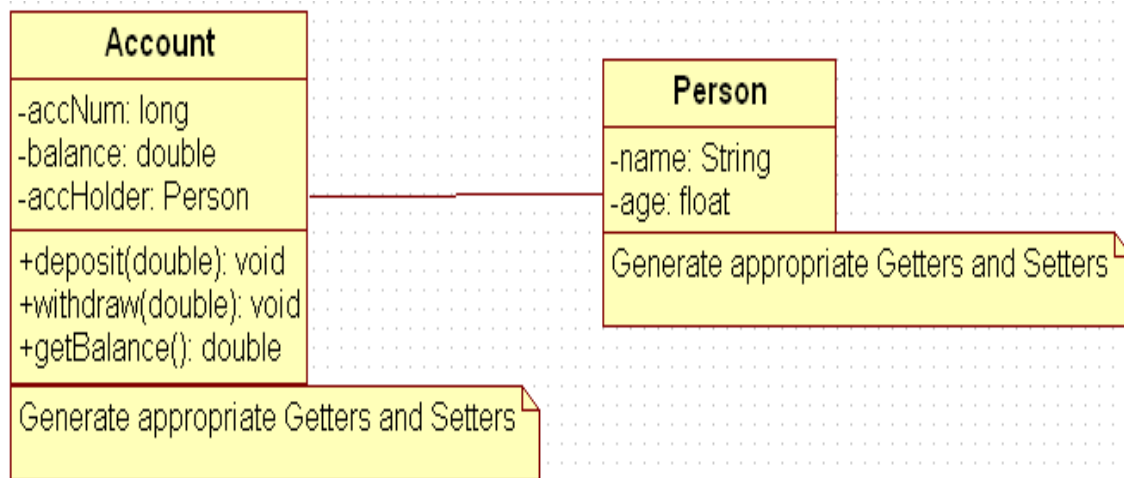 Account
-accNum: long
-balance: double
-accHolder: Person
+deposit(double): void
+withdraw(double): void
+getBalance(): double
Generate appropriate Getters and Setters
Person
-name: String
-age: float
Generate appropriate Getters and Setters